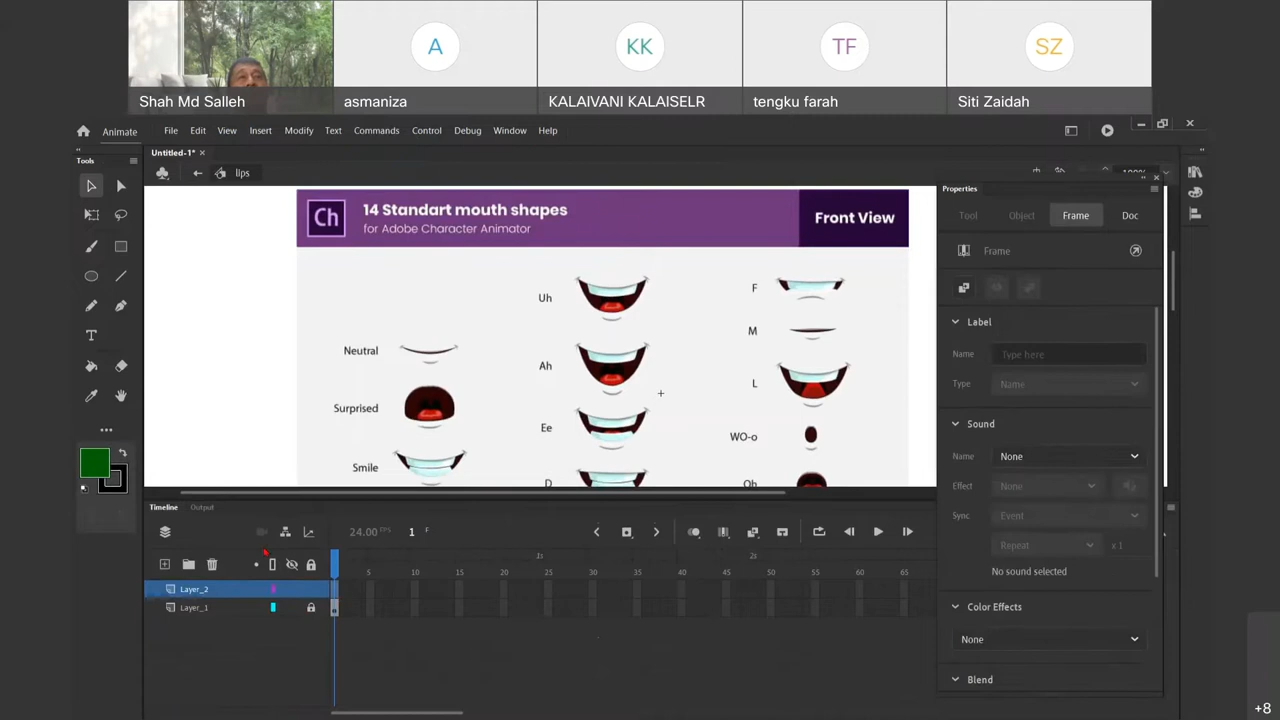 A
KK
TF
SZ
Shah Md Salleh
asmaniza
KALAIVANI KALAISELR
tengku farah
Siti Zaidah
Animate
File
Edit
View
Insert
Modify
Text
Commands
Control
Debug
Window
Help
Untitled-1*
Tools
lips
Properties
Ch
14 Standart mouth shapes
for Adobe Character Animator
Front View
Tool
Object
Frame
Doc
Frame
Uh
F
M
Neutral
Ah
L
Surprised
Ee
WO-o
Smile
D
Oh
Label
Name
Type here
Type
Name
Sound
Name
None
Effect
None
Sync
Event
Repeat
x 1
No sound selected
Color Effects
None
Blend
Timeline
Output
24.00 FPS
1
F
1s
2s
5
10
15
20
25
30
35
40
45
50
55
60
65
Layer_2
Layer_1
+8